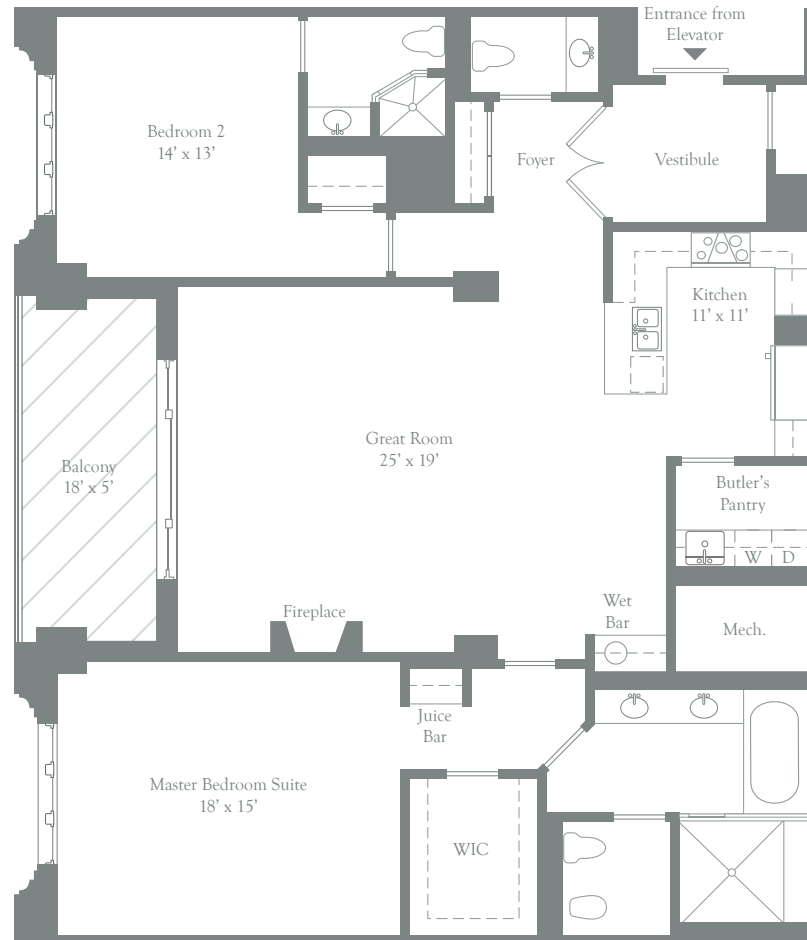 Entrance from
Elevator
Bedroom 2
14’ x 13’
Foyer
Vestibule
Kitchen
11’ x 11’
Great Room
25’ x 19’
Balcony
18’ x 5’
Butler’s
Pantry
W D
Fireplace
Wet
Bar
Mech.
Juice
Bar
Master Bedroom Suite
18’ x 15’
WIC